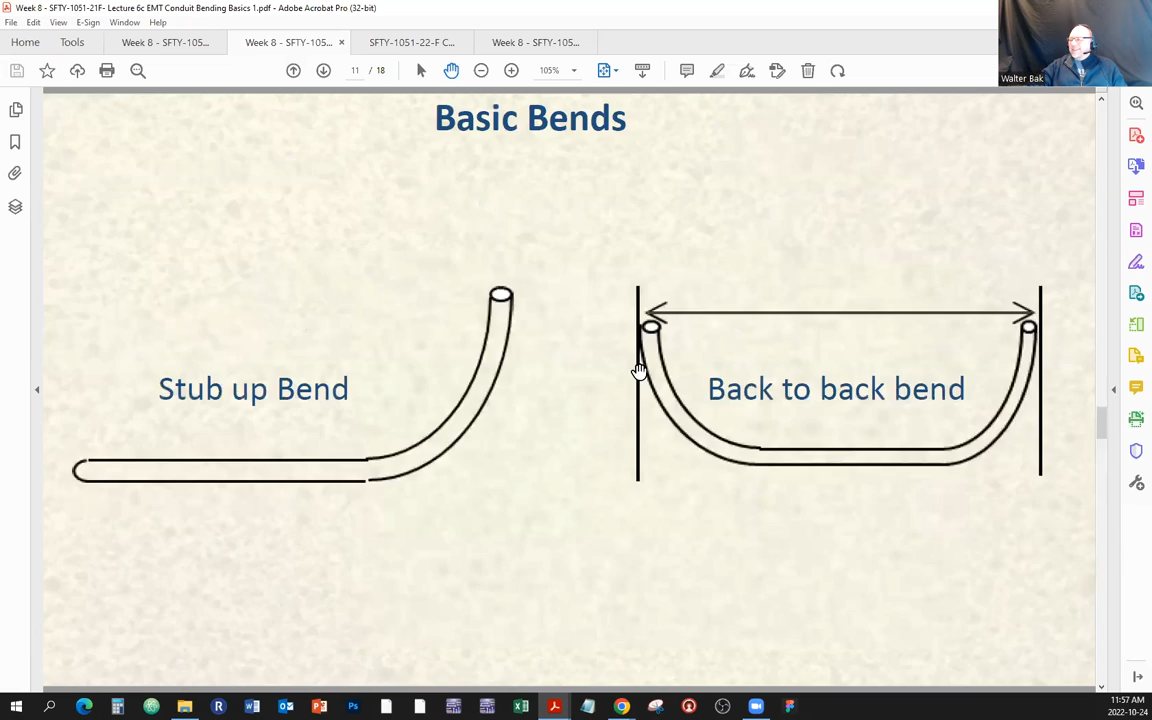 Week 8 - SFTY-1051-21F- Lecture 6c EMT Conduit Bending Basics 1.pdf - Adobe Acrobat Pro (32-bit)
File Edit View E-Sign Window Help
Home Tools Week 8 - SFTY-105... Week 8 - SFTY-105... × SFTY-1051-22-F C... Week 8 - SFTY-105...
11 / 18 105%
Walter Bak
Basic Bends
Stub up Bend
Back to back bend
11:57 AM
2022-10-24